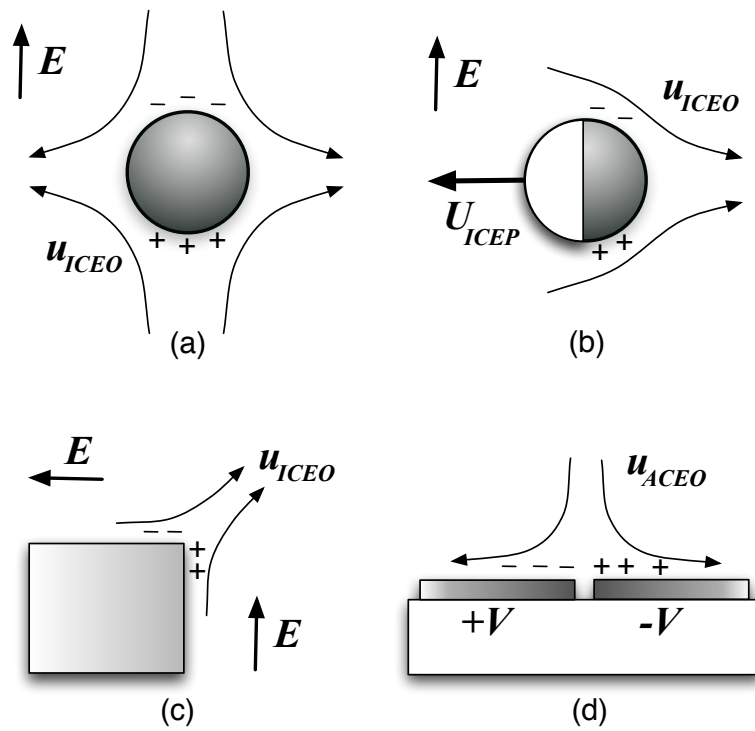 E
− − −
u_ICEO
+ + +
(a)
E
u_ICEO
− −
U_ICEP
+ +
(b)
E
u_ICEO
− −
+
+
E
(c)
u_ACEO
− − − ++ +
+V -V
(d)